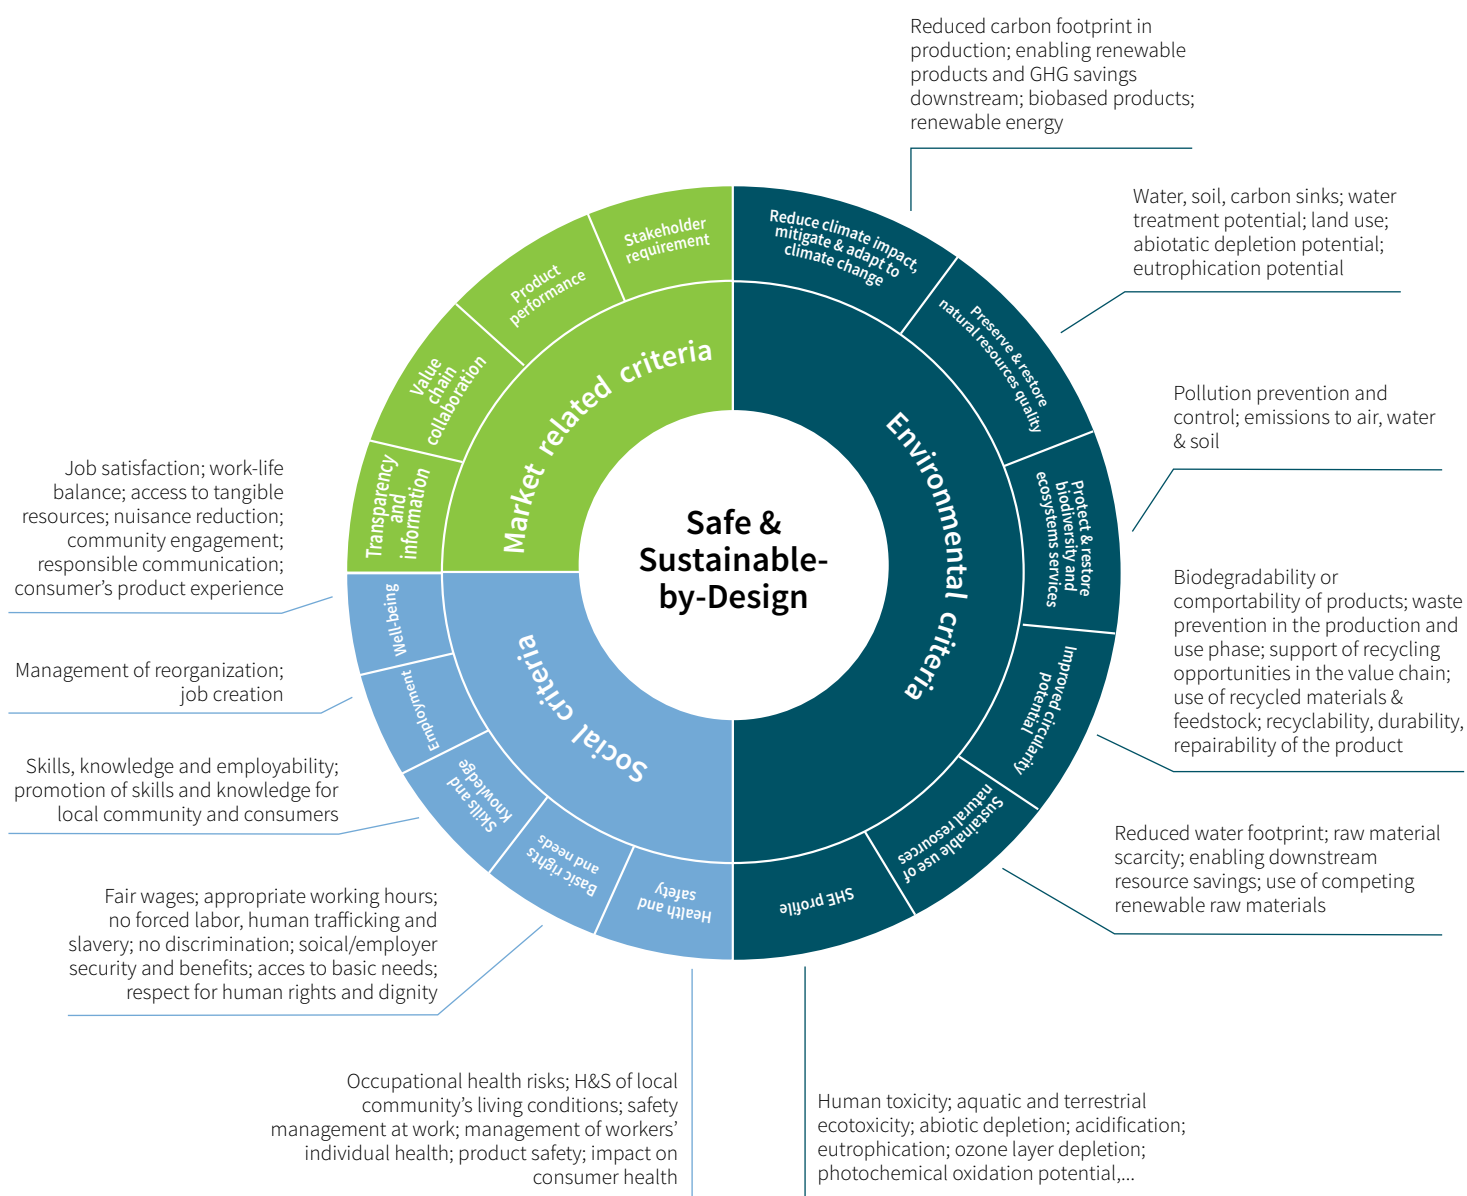 Reduced carbon footprint in
production; enabling renewable
products and GHG savings
downstream; biobased products;
renewable energy
Water, soil, carbon sinks; water
treatment potential; land use;
abiotatic depletion potential;
eutrophication potential
Pollution prevention and
control; emissions to air, water
& soil
Biodegradability or
comportability of products; waste
prevention in the production and
use phase; support of recycling
opportunities in the value chain;
use of recycled materials &
feedstock; recyclability, durability,
repairability of the product
Reduced water footprint; raw material
scarcity; enabling downstream
resource savings; use of competing
renewable raw materials
Human toxicity; aquatic and terrestrial
ecotoxicity; abiotic depletion; acidification;
eutrophication; ozone layer depletion;
photochemical oxidation potential,...
Occupational health risks; H&S of local
community's living conditions; safety
management at work; management of workers'
individual health; product safety; impact on
consumer health
Fair wages; appropriate working hours;
no forced labor, human trafficking and
slavery; no discrimination; soical/employer
security and benefits; acces to basic needs;
respect for human rights and dignity
Skills, knowledge and employability;
promotion of skills and knowledge for
local community and consumers
Management of reorganization;
job creation
Job satisfaction; work-life
balance; access to tangible
resources; nuisance reduction;
community engagement;
responsible communication;
consumer's product experience
Reduce climate impact,
mitigate & adapt to
climate change
Preserve & restore
natural resources quality
Protect & restore
biodiversity and
ecosystems services
Improved circularity
potential
Sustainable use of
natural resources
SHE profile
Health and
safety
Basic rights
and needs
Skills and
Knowledge
Employment
Well-being
Transparency
and
information
Value
chain
collaboration
Product
performance
Stakeholder
requirement
Market related criteria
Environmental criteria
Social criteria
Safe &
Sustainable-
by-Design